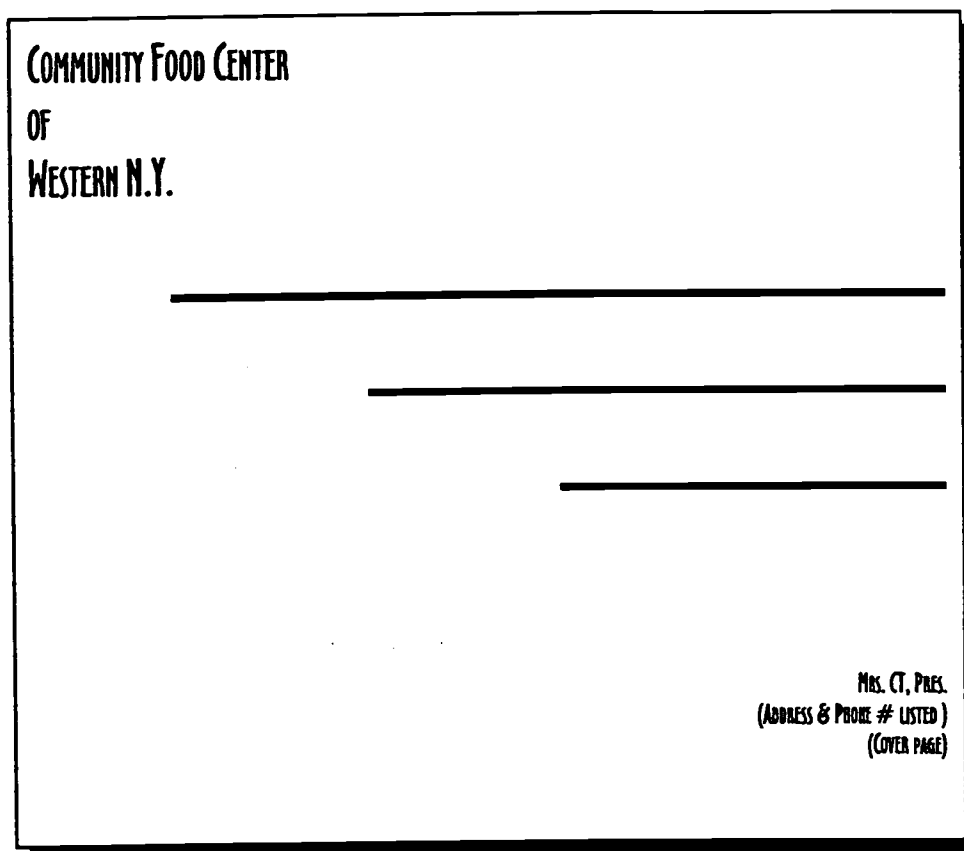 COMMUNITY FOOD CENTER
OF
WESTERN N.Y.
MRS. CT, PRES.
(ADDRESS & PHONE # LISTED )
(COVER PAGE)